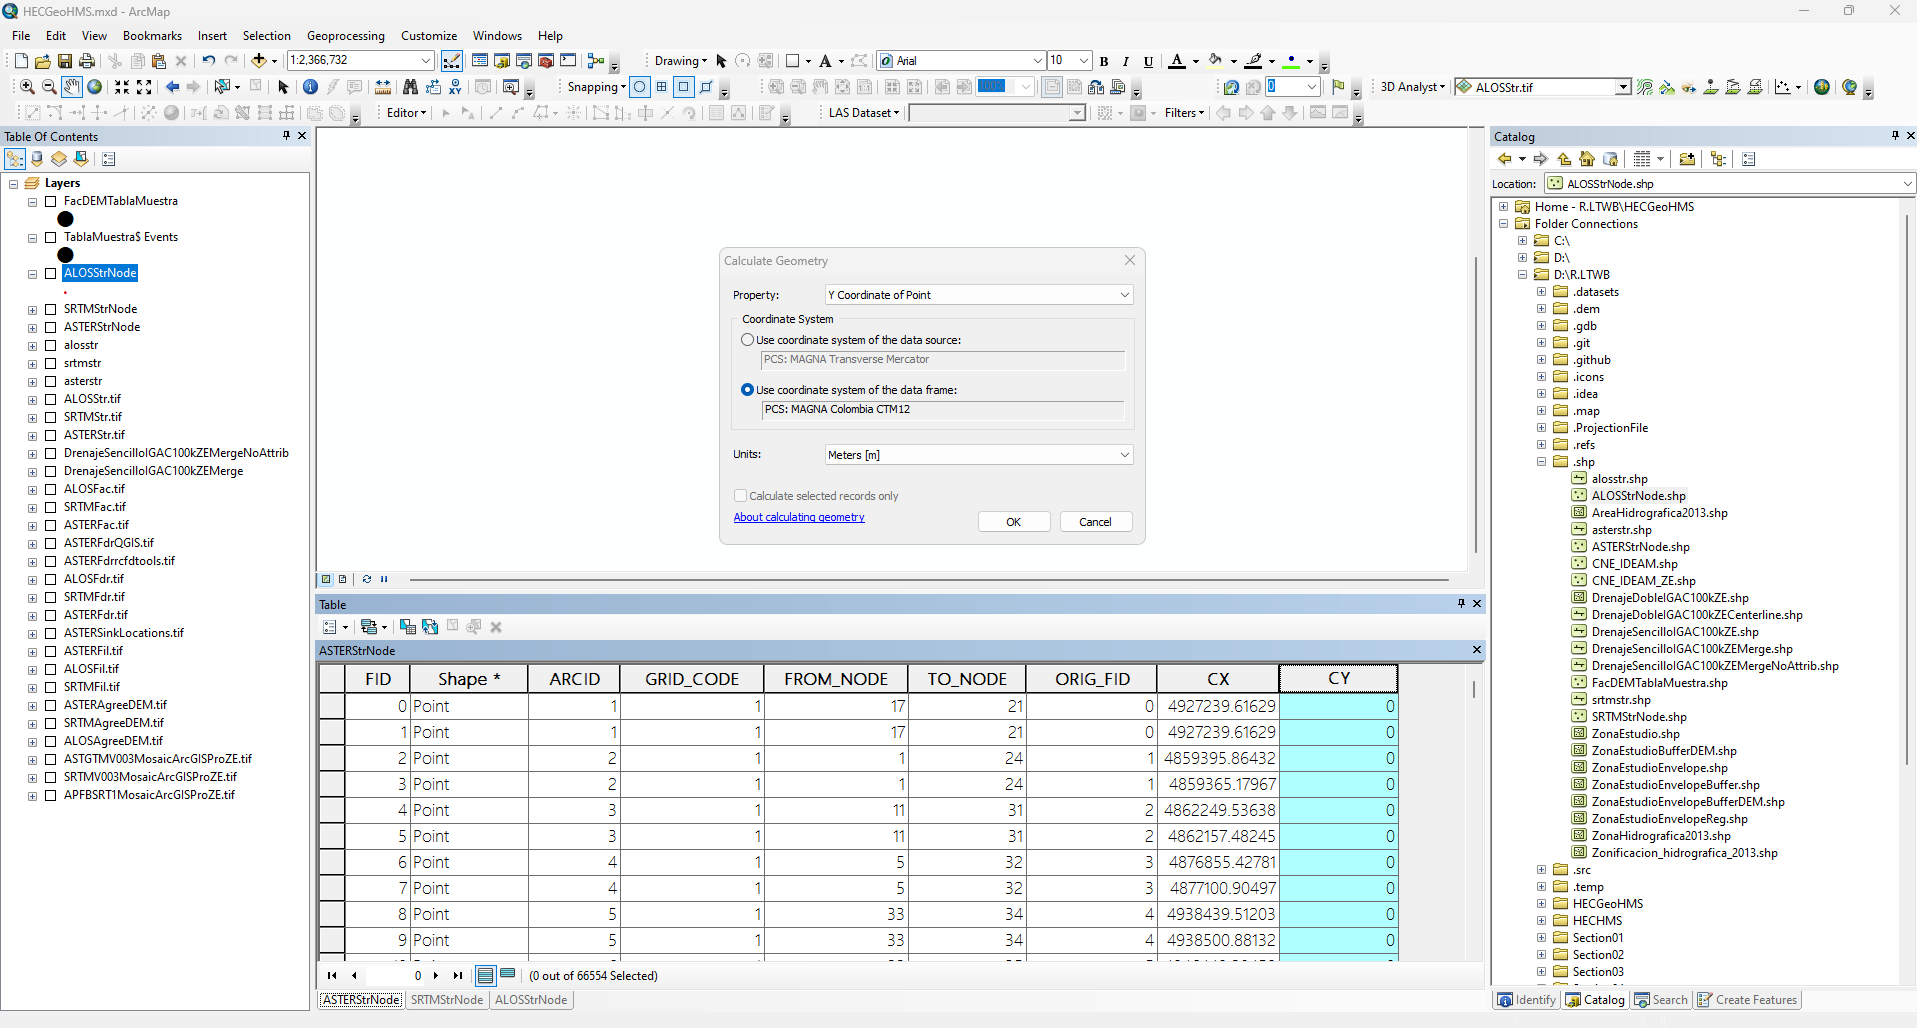 HECGeoHMS.mxd - ArcMap
File Edit View Bookmarks Insert Selection Geoprocessing Customize Windows Help
1:2,366,732 Drawing Arial 10 B I U
Snapping 100% 0 3D Analyst ALOSStr.tif
Editor LAS Dataset Filters
Table Of Contents
Layers
FacDEMTablaMuestra
TablaMuestra$ Events
ALOSStrNode
SRTMStrNode
ASTERStrNode
alosstr
srtmstr
asterstr
ALOSStr.tif
SRTMStr.tif
ASTERStr.tif
DrenajeSencilloIGAC100kZEMergeNoAttrib
DrenajeSencilloIGAC100kZEMerge
ALOSFac.tif
SRTMFac.tif
ASTERFac.tif
ASTERFdrQGIS.tif
ASTERFdrrcfdtools.tif
ALOSFdr.tif
SRTMFdr.tif
ASTERFdr.tif
ASTERSinkLocations.tif
ASTERFil.tif
ALOSFil.tif
SRTMFil.tif
ASTERAgreeDEM.tif
SRTMAgreeDEM.tif
ALOSAgreeDEM.tif
ASTGTMV003MosaicArcGISProZE.tif
SRTMV003MosaicArcGISProZE.tif
APFBSRT1MosaicArcGISProZE.tif
Calculate Geometry
Property: Y Coordinate of Point
Coordinate System
Use coordinate system of the data source:
PCS: MAGNA Transverse Mercator
Use coordinate system of the data frame:
PCS: MAGNA Colombia CTM12
Units: Meters [m]
Calculate selected records only
About calculating geometry
OK Cancel
Table
ASTERStrNode
FID Shape * ARCID GRID_CODE FROM_NODE TO_NODE ORIG_FID CX CY
0 Point 1 1 17 21 0 4927239.61629 0
1 Point 1 1 17 21 0 4927239.61629 0
2 Point 2 1 1 24 1 4859395.86432 0
3 Point 2 1 1 24 1 4859365.17967 0
4 Point 3 1 11 31 2 4862249.53638 0
5 Point 3 1 11 31 2 4862157.48245 0
6 Point 4 1 5 32 3 4876855.42781 0
7 Point 4 1 5 32 3 4877100.90497 0
8 Point 5 1 33 34 4 4938439.51203 0
9 Point 5 1 33 34 4 4938500.88132 0
0 (0 out of 66554 Selected)
ASTERStrNode SRTMStrNode ALOSStrNode
Catalog
Location: ALOSStrNode.shp
Home - R.LTWB\HECGeoHMS
Folder Connections
C:\
D:\
D:\R.LTWB
.datasets
.dem
.gdb
.git
.github
.icons
.idea
.map
.ProjectionFile
.refs
.shp
alosstr.shp
ALOSStrNode.shp
AreaHidrografica2013.shp
asterstr.shp
ASTERStrNode.shp
CNE_IDEAM.shp
CNE_IDEAM_ZE.shp
DrenajeDobleIGAC100kZE.shp
DrenajeDobleIGAC100kZECenterline.shp
DrenajeSencilloIGAC100kZE.shp
DrenajeSencilloIGAC100kZEMerge.shp
DrenajeSencilloIGAC100kZEMergeNoAttrib.shp
FacDEMTablaMuestra.shp
srtmstr.shp
SRTMStrNode.shp
ZonaEstudio.shp
ZonaEstudioBufferDEM.shp
ZonaEstudioEnvelope.shp
ZonaEstudioEnvelopeBuffer.shp
ZonaEstudioEnvelopeBufferDEM.shp
ZonaEstudioEnvelopeReg.shp
ZonaHidrografica2013.shp
Zonificacion_hidrografica_2013.shp
.src
.temp
HECGeoHMS
HECHMS
Section01
Section02
Section03
Identify Catalog Search Create Features